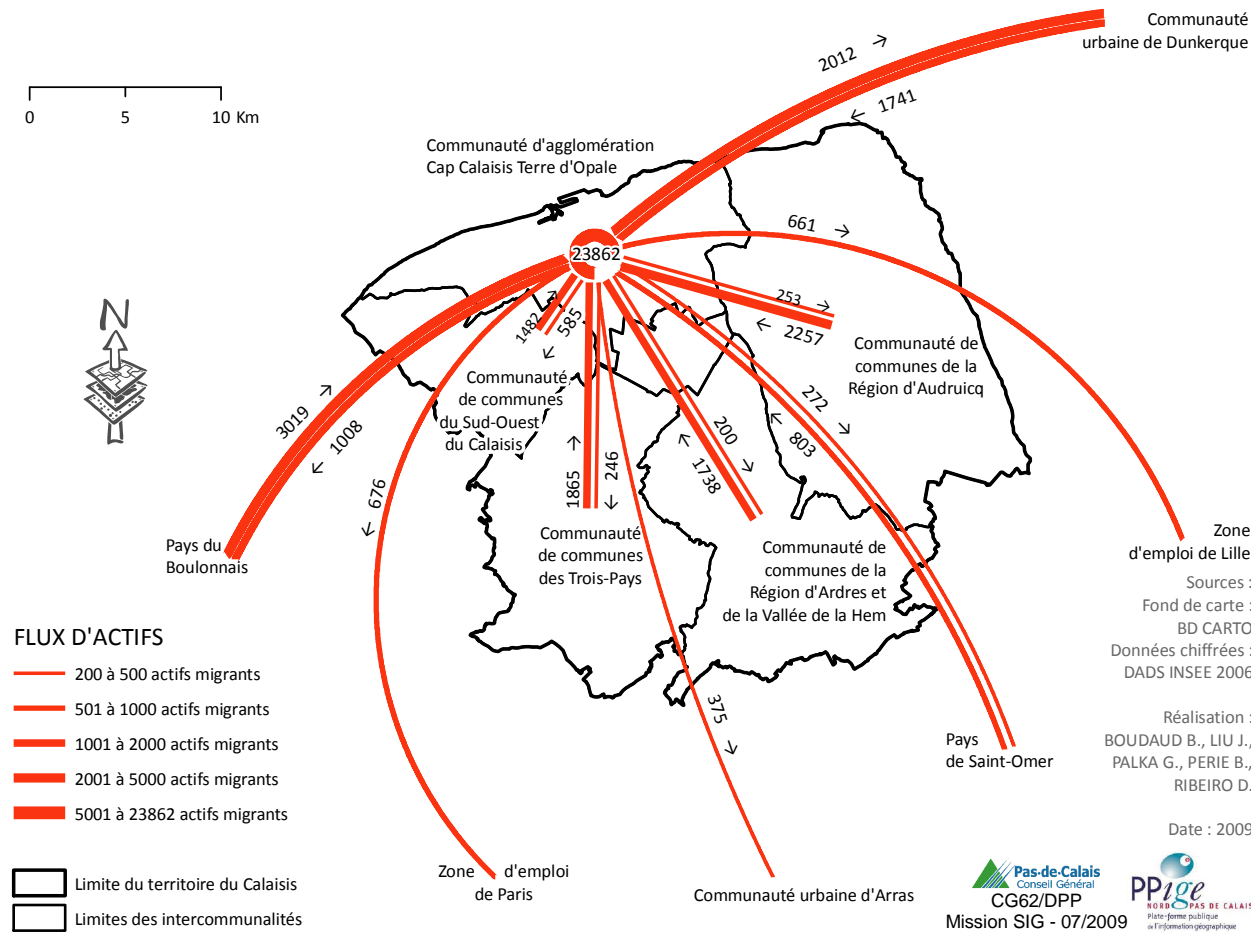 Communauté
urbaine de Dunkerque
2012 →
← 1741
0 5 10 Km
Communauté d'agglomération
Cap Calaisis Terre d'Opale
661 →
23862
N
253 →
← 2257
1482 →
← 585
Communauté de
communes de la
Région d'Audruicq
Communauté
de communes
du Sud-Ouest
du Calaisis
3019 →
← 1008
272 →
← 803
200 →
← 1738
← 676
1865 →
← 246
Pays du
Boulonnais
Communauté
de communes
des Trois-Pays
Communauté de
communes de la
Région d'Ardres et
de la Vallée de la Hem
Zone
d'emploi de Lille
Sources :
Fond de carte :
BD CARTO
Données chiffrées :
DADS INSEE 2006
Réalisation :
BOUDAUD B., LIU J.,
PALKA G., PERIE B.,
RIBEIRO D.
Date : 2009
375 →
Pays
de Saint-Omer
FLUX D'ACTIFS
200 à 500 actifs migrants
501 à 1000 actifs migrants
1001 à 2000 actifs migrants
2001 à 5000 actifs migrants
5001 à 23862 actifs migrants
Limite du territoire du Calaisis
Limites des intercommunalités
Zone d'emploi
de Paris
Communauté urbaine d'Arras
Pas-de-Calais
Conseil Général
CG62/DPP
Mission SIG - 07/2009
PPige
NORD PAS DE CALAIS
Plate-forme publique
de l'information géographique